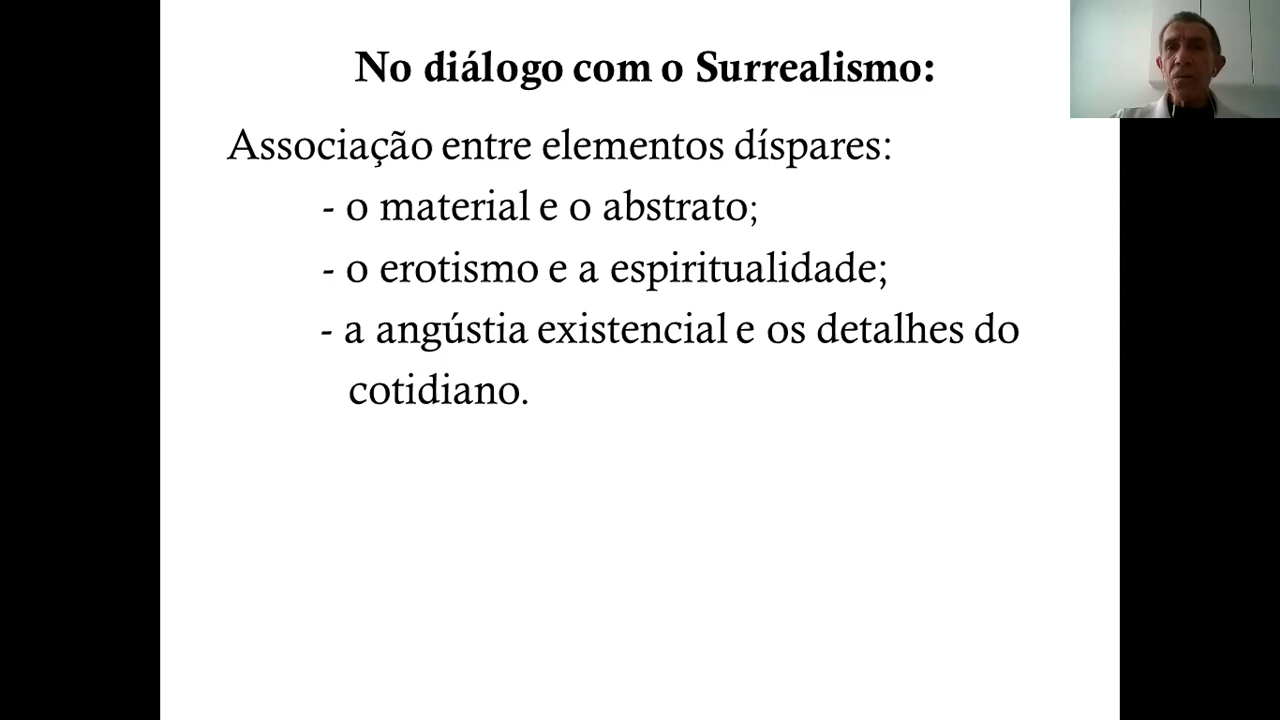 No diálogo com o Surrealismo:
Associação entre elementos díspares:
- o material e o abstrato;
- o erotismo e a espiritualidade;
- a angústia existencial e os detalhes do
cotidiano.